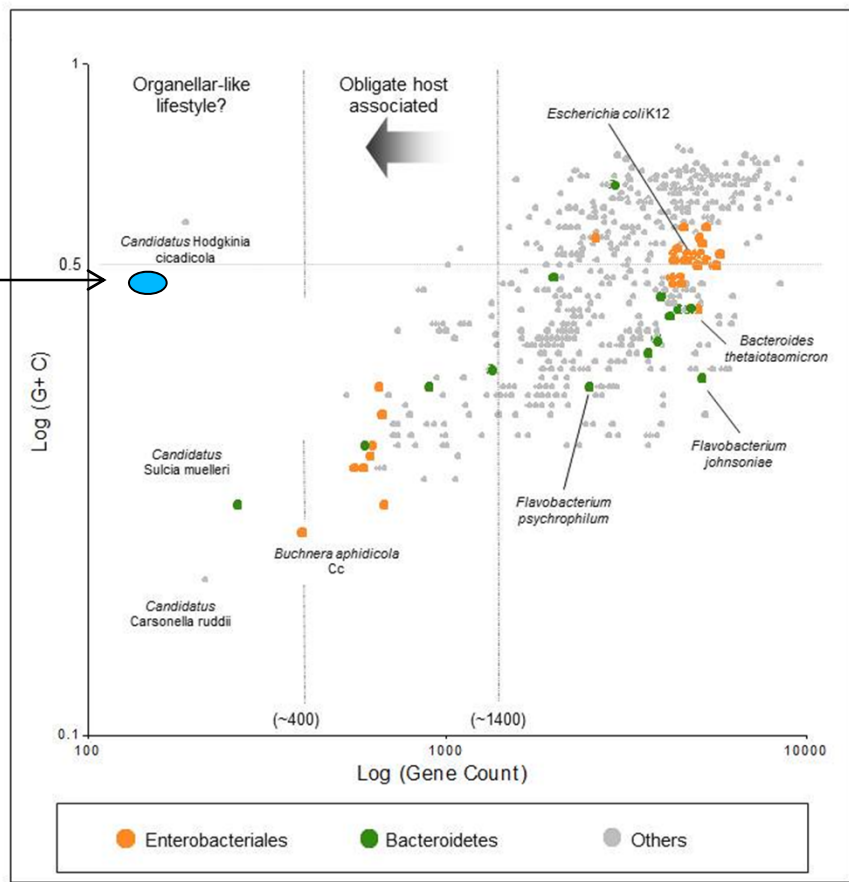 1
Organellar-like
lifestyle?
Obligate host
associated
Escherichia coli K12
Candidatus Hodgkinia
cicadicola
0.5
Log (G+ C)
Bacteroides
thetaiotaomicron
Candidatus
Sulcia muelleri
Flavobacterium
johnsoniae
Flavobacterium
psychrophilum
Buchnera aphidicola
Cc
Candidatus
Carsonella ruddii
(~400)
(~1400)
0.1
100
1000
10000
Log (Gene Count)
Enterobacteriales
Bacteroidetes
Others